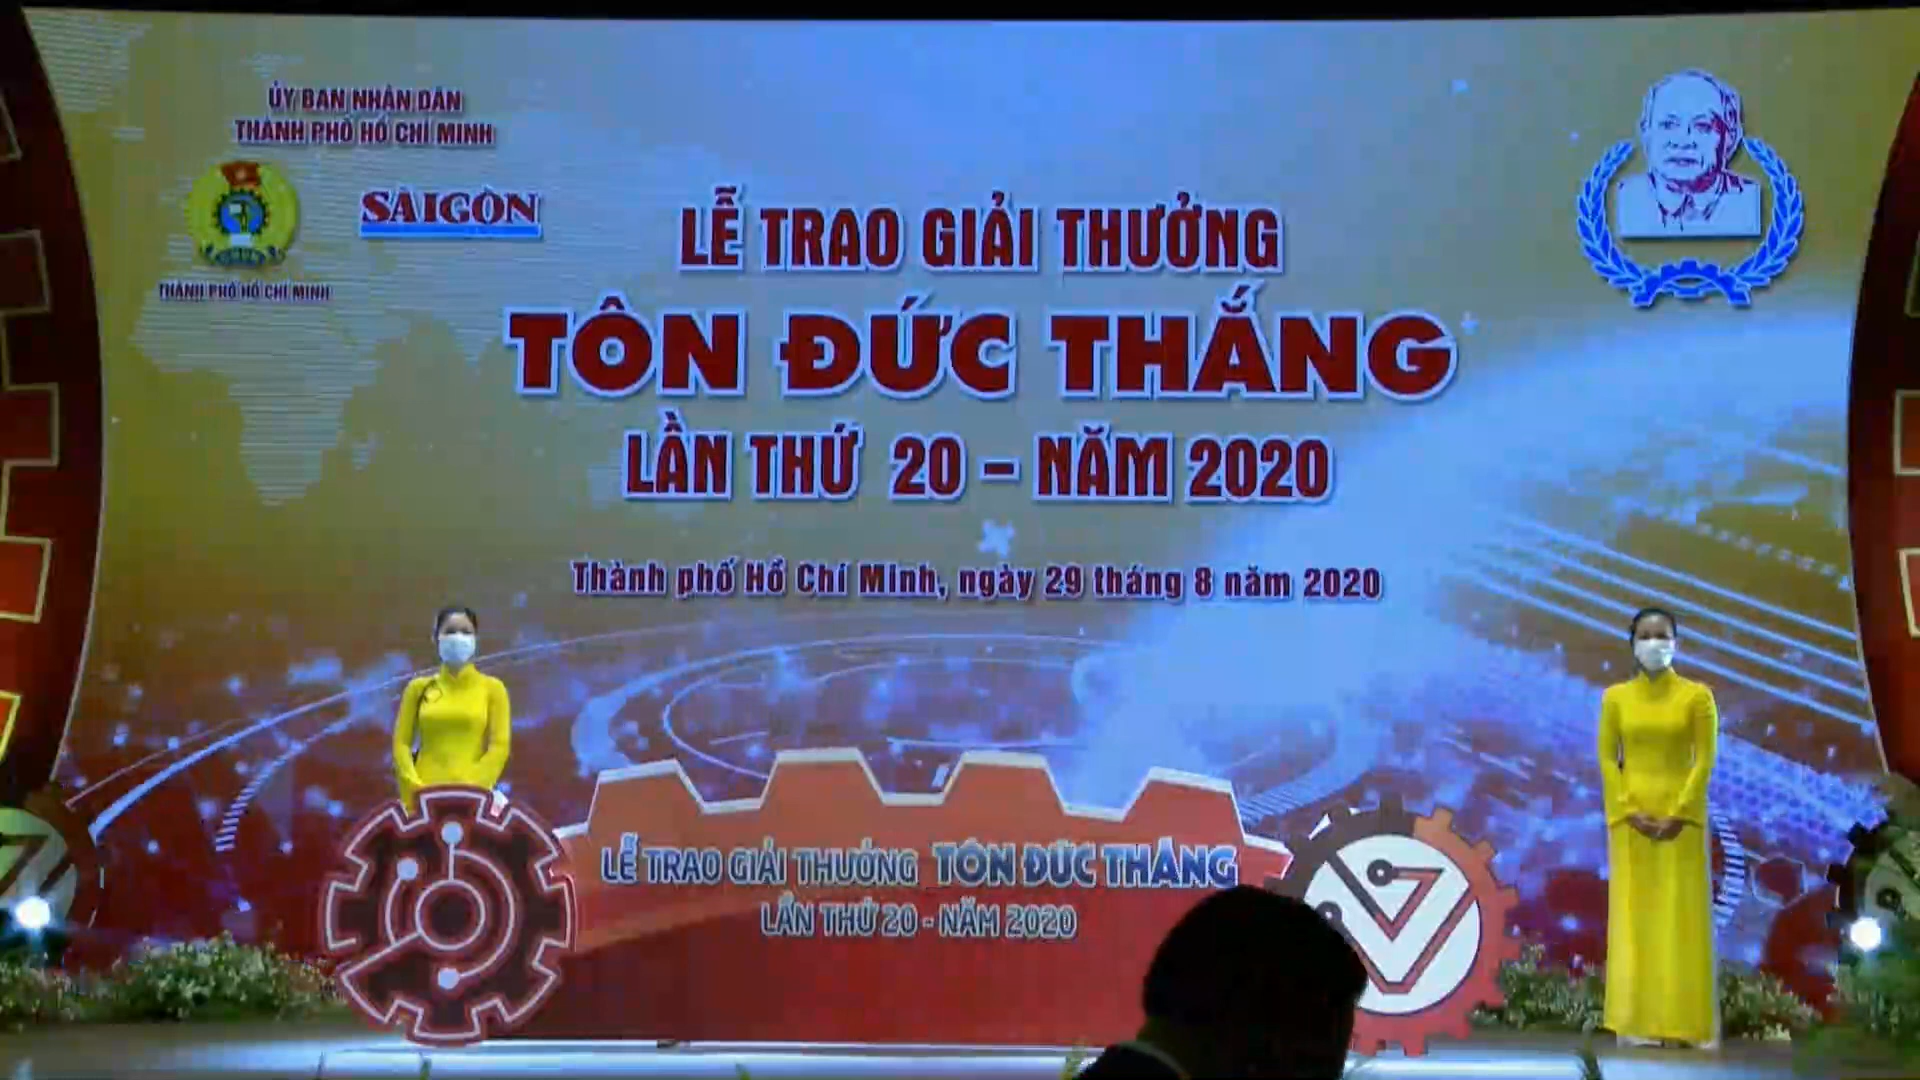 ỦY BAN NHÂN DÂN
THÀNH PHỐ HỒ CHÍ MINH
SÀIGÒN
THÀNH PHỐ HỒ CHÍ MINH
LỄ TRAO GIẢI THƯỞNG
TÔN ĐỨC THẮNG
LẦN THỨ 20 – NĂM 2020
Thành phố Hồ Chí Minh, ngày 29 tháng 8 năm 2020
LỄ TRAO GIẢI THƯỞNG TÔN ĐỨC THẮNG
LẦN THỨ 20 - NĂM 2020